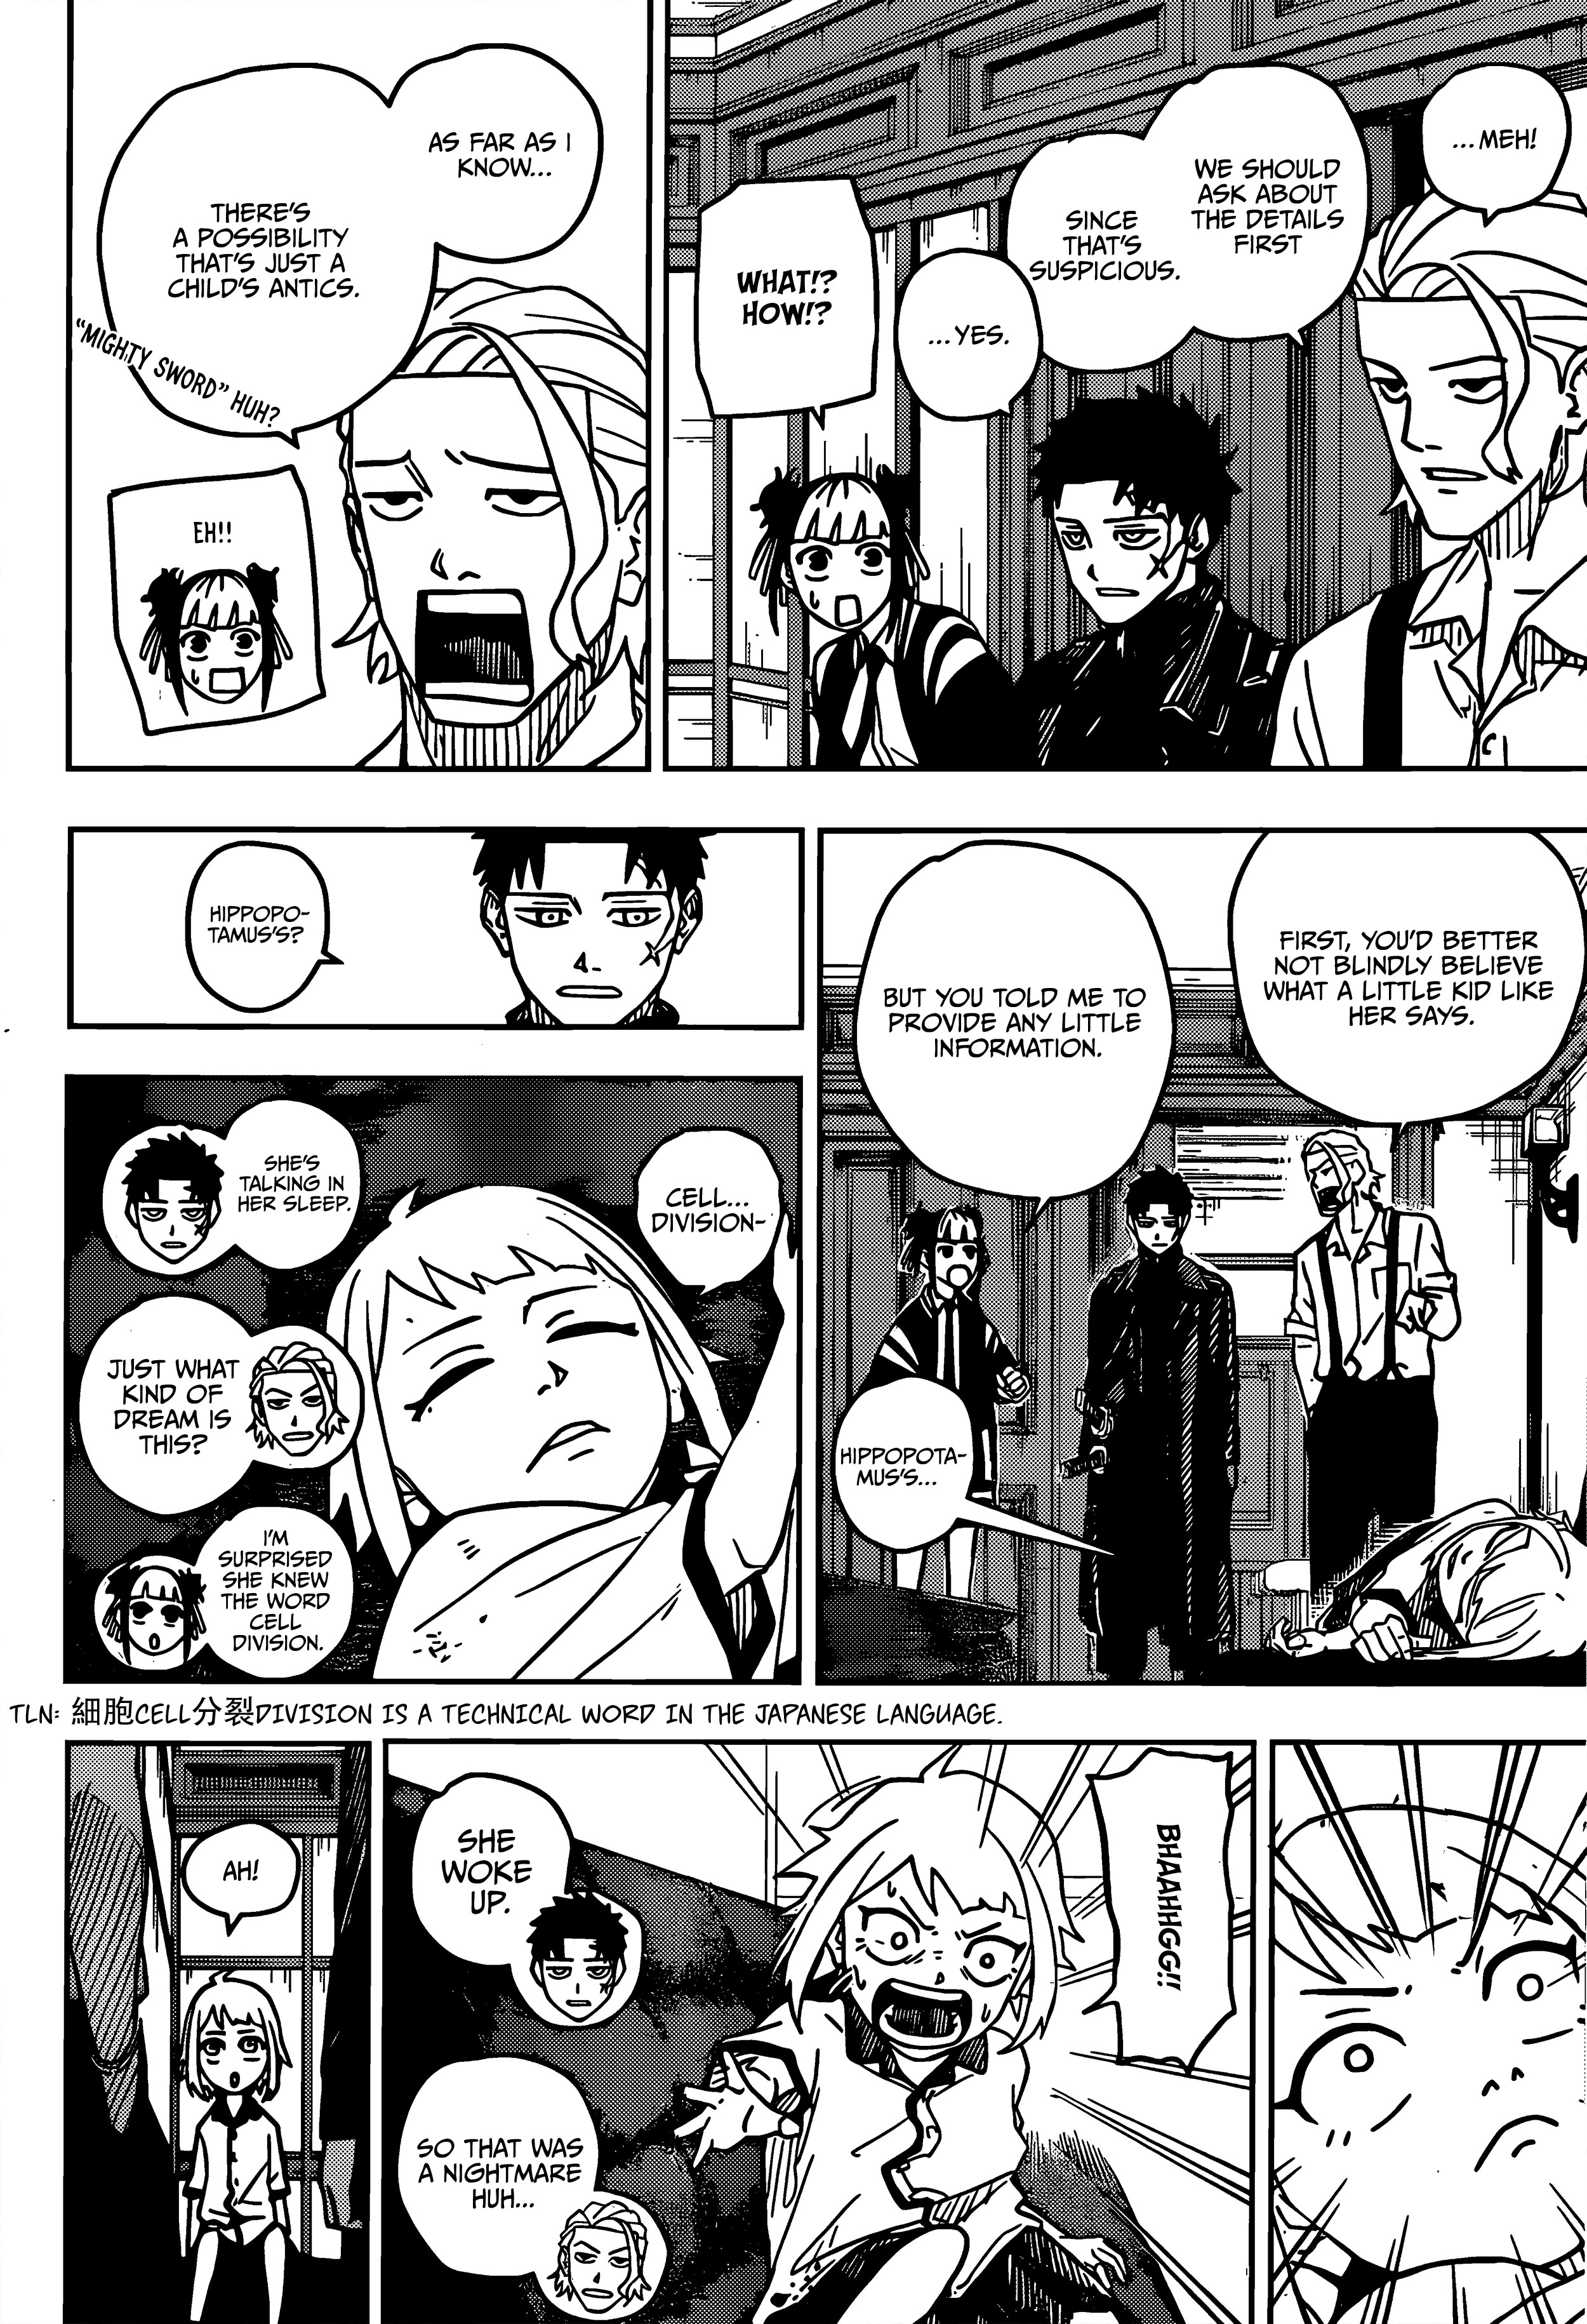 ...MEH!
WE SHOULD
ASK ABOUT
THE DETAILS
FIRST
SINCE
THAT'S
SUSPICIOUS.
...YES.
WHAT!?
HOW!?
AS FAR AS I
KNOW...
THERE'S
A POSSIBILITY
THAT'S JUST A
CHILD'S ANTICS.
"MIGHTY SWORD" HUH?
EH!!
FIRST, YOU'D BETTER
NOT BLINDLY BELIEVE
WHAT A LITTLE KID LIKE
HER SAYS.
BUT YOU TOLD ME TO
PROVIDE ANY LITTLE
INFORMATION.
HIPPOPOTA-
MUS'S...
HIPPOPO-
TAMUS'S?
CELL...
DIVISION-
SHE'S
TALKING IN
HER SLEEP.
JUST WHAT
KIND OF
DREAM IS
THIS?
I'M
SURPRISED
SHE KNEW
THE WORD
CELL
DIVISION.
TLN: 細胞CELL分裂DIVISION IS A TECHNICAL WORD IN THE JAPANESE LANGUAGE.
BHAAHHGG!!
SHE
WOKE
UP.
SO THAT WAS
A NIGHTMARE
HUH...
AH!